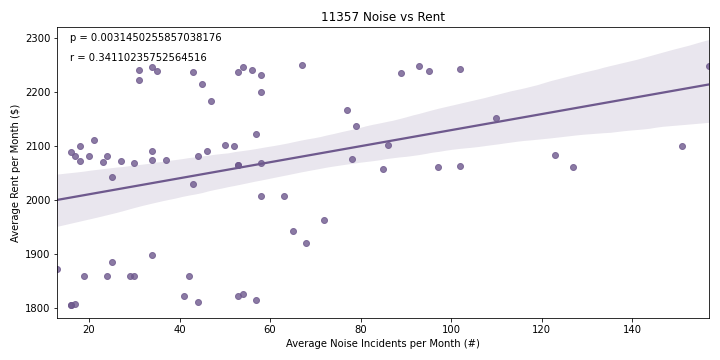 11357 Noise vs Rent
p = 0.0031450255857038176
r = 0.34110235752564516
2300
2200
2100
2000
1900
1800
Average Rent per Month ($)
20 40 60 80 100 120 140
Average Noise Incidents per Month (#)